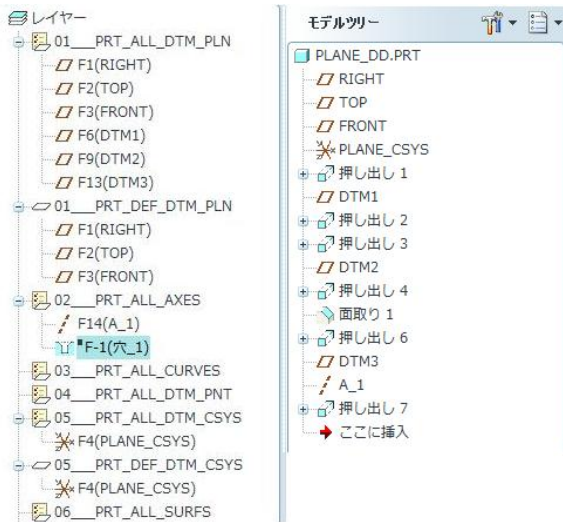 レイヤー
01___PRT_ALL_DTM_PLN
F1(RIGHT)
F2(TOP)
F3(FRONT)
F6(DTM1)
F9(DTM2)
F13(DTM3)
01___PRT_DEF_DTM_PLN
F1(RIGHT)
F2(TOP)
F3(FRONT)
02___PRT_ALL_AXES
F14(A_1)
F-1(穴_1)
03___PRT_ALL_CURVES
04___PRT_ALL_DTM_PNT
05___PRT_ALL_DTM_CSYS
F4(PLANE_CSYS)
05___PRT_DEF_DTM_CSYS
F4(PLANE_CSYS)
06___PRT_ALL_SURFS
モデルツリー
PLANE_DD.PRT
RIGHT
TOP
FRONT
PLANE_CSYS
押し出し 1
DTM1
押し出し 2
押し出し 3
DTM2
押し出し 4
面取り 1
押し出し 6
DTM3
A_1
押し出し 7
ここに挿入